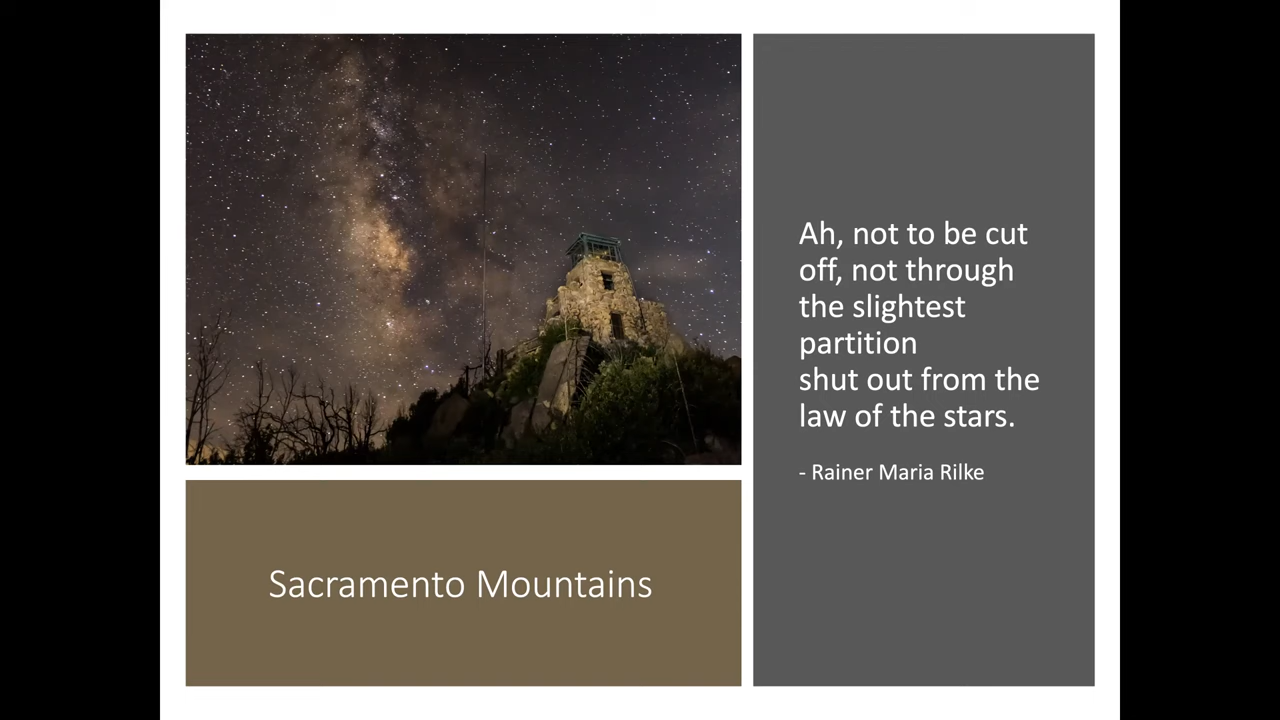 Sacramento Mountains
Ah, not to be cut
off, not through
the slightest
partition
shut out from the
law of the stars.
- Rainer Maria Rilke